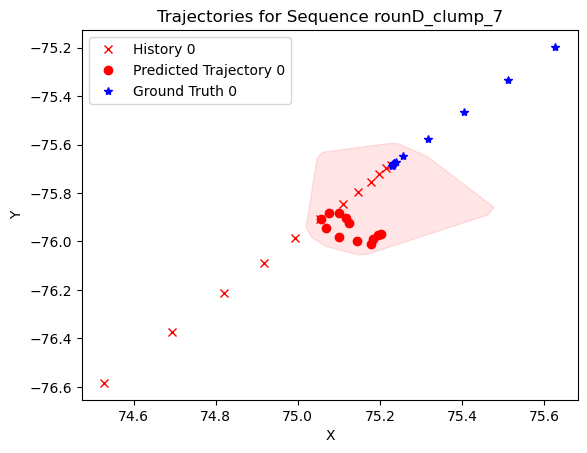 Trajectories for Sequence rounD_clump_7
History 0
Predicted Trajectory 0
Ground Truth 0
Y
−75.2
−75.4
−75.6
−75.8
−76.0
−76.2
−76.4
−76.6
74.6 74.8 75.0 75.2 75.4 75.6
X